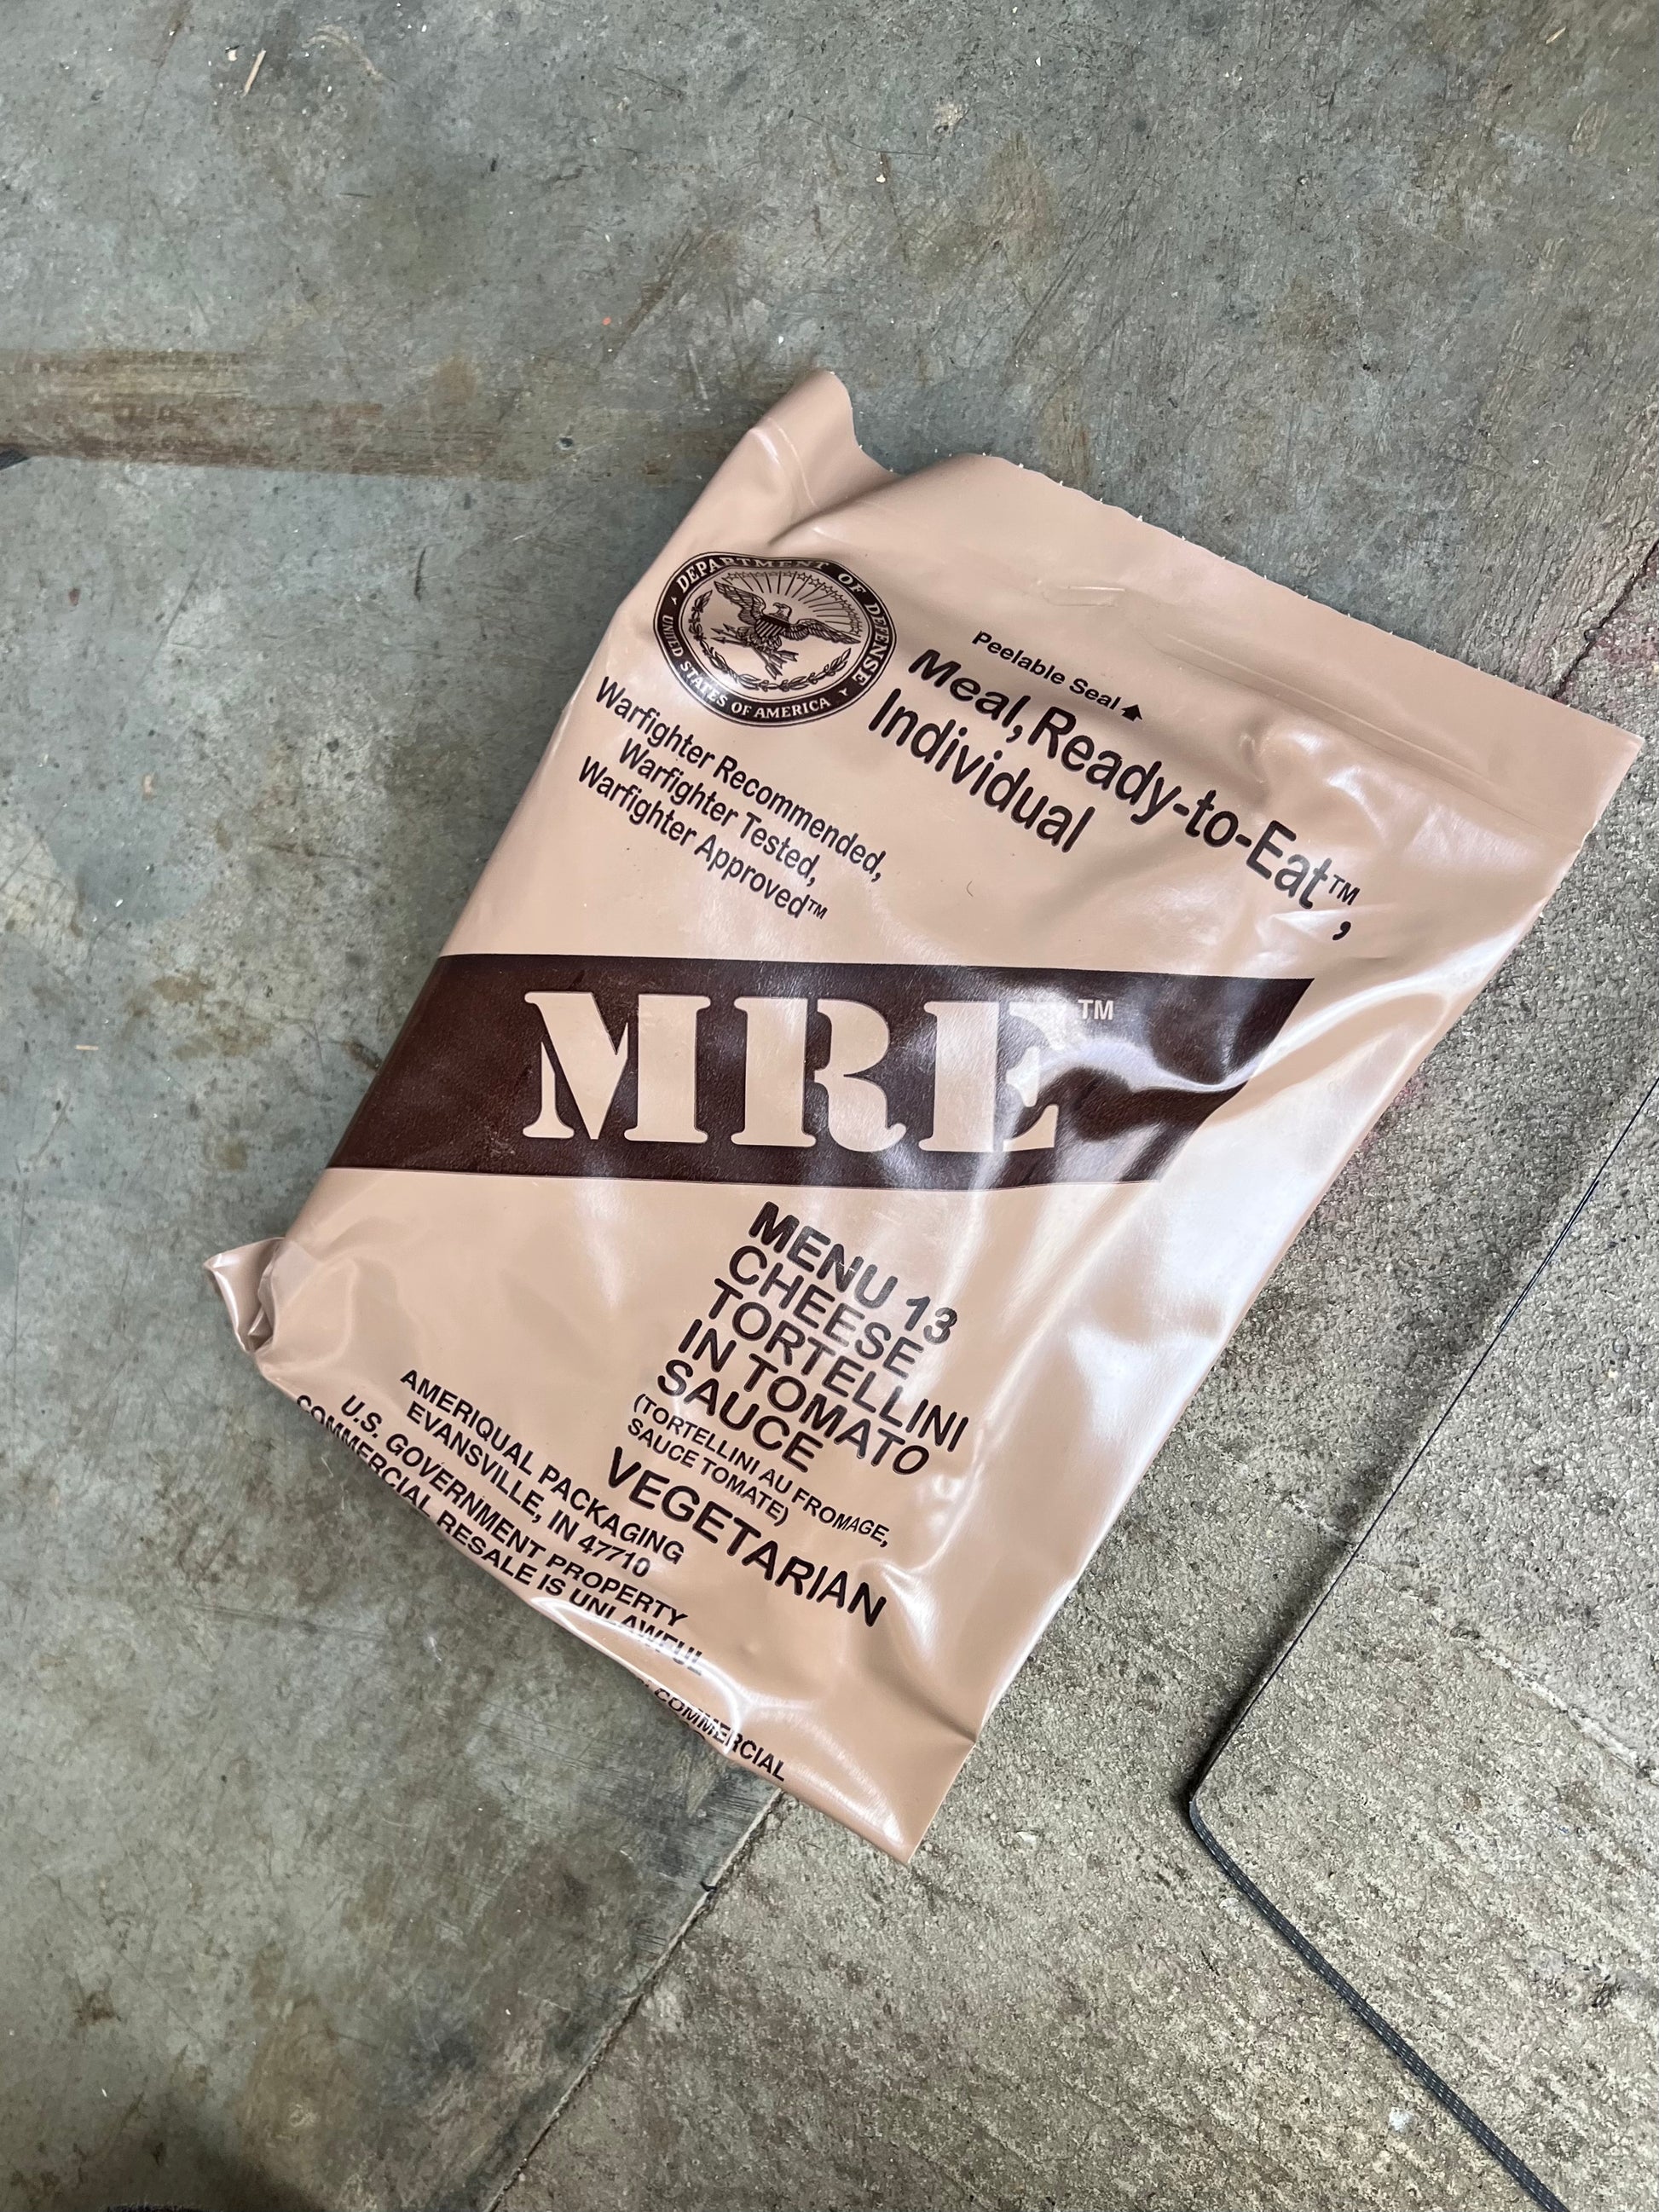 DEPARTMENT OF DEFENSE
UNITED STATES OF AMERICA
Peelable Seal
Meal, Ready-to-Eat™,
Individual
Warfighter Recommended,
Warfighter Tested,
Warfighter Approved™
MRE™
MENU 13
CHEESE
TORTELLINI
IN TOMATO
SAUCE
(TORTELLINI AU FROMAGE,
SAUCE TOMATE)
VEGETARIAN
AMERIQUAL PACKAGING
EVANSVILLE, IN 47710
U.S. GOVERNMENT PROPERTY
COMMERCIAL RESALE IS UNLAWFUL
COMMERCIAL